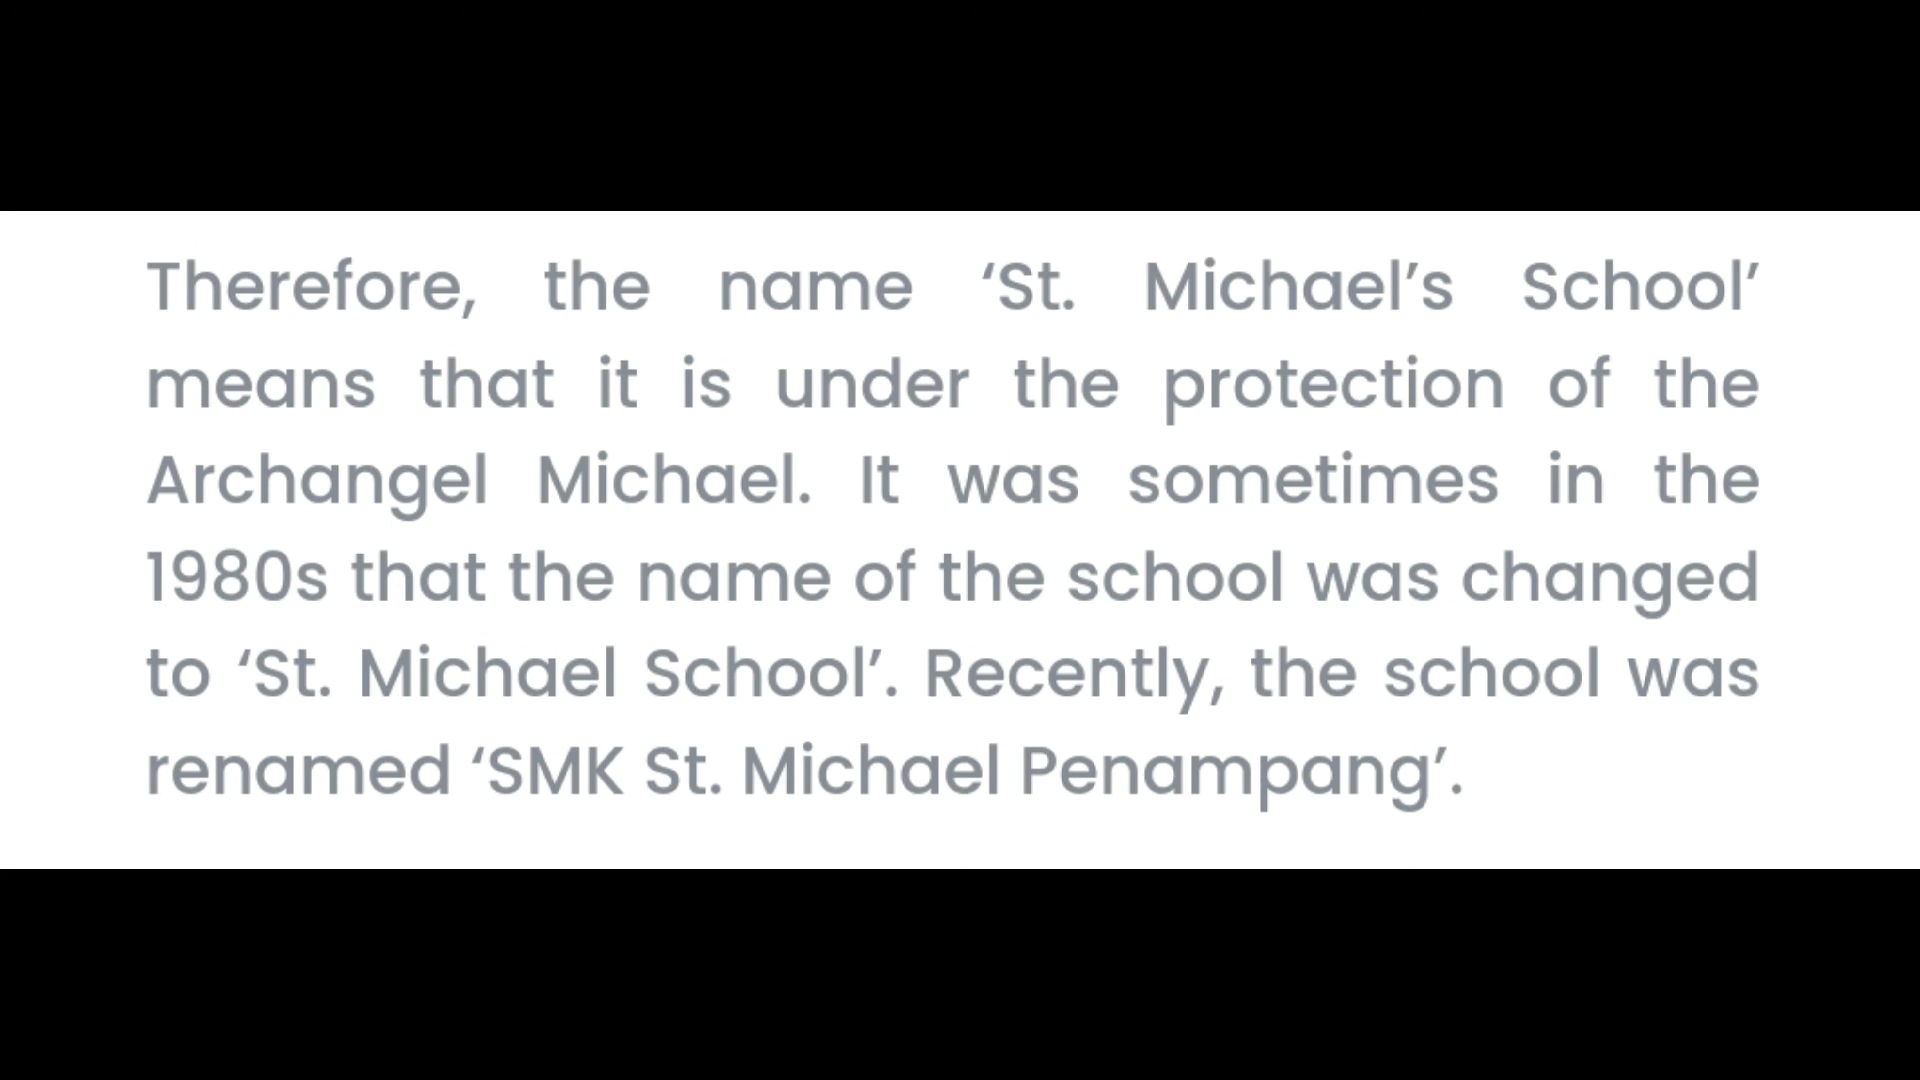 Therefore, the name ‘St. Michael’s School’
means that it is under the protection of the
Archangel Michael. It was sometimes in the
1980s that the name of the school was changed
to ‘St. Michael School’. Recently, the school was
renamed ‘SMK St. Michael Penampang’.